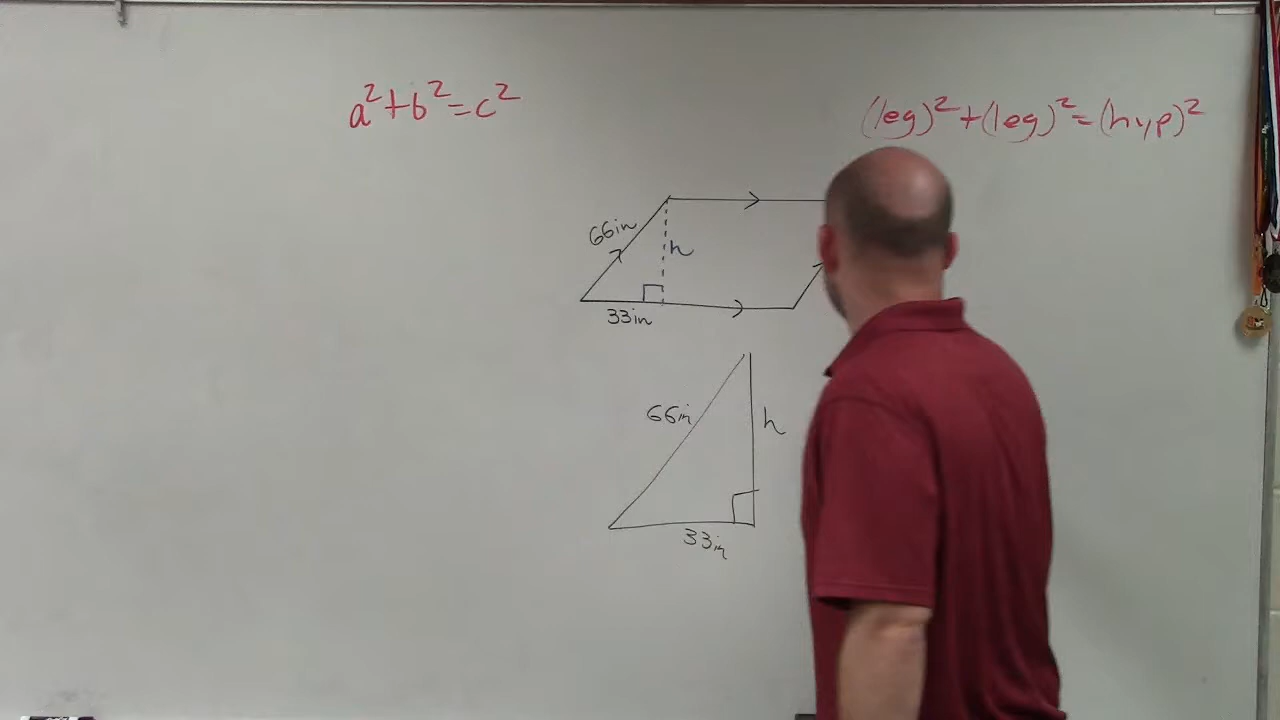 a²+b²=c²
(leg)²+(leg)²=(hyp)²
66in
h
33in
66in
h
33in